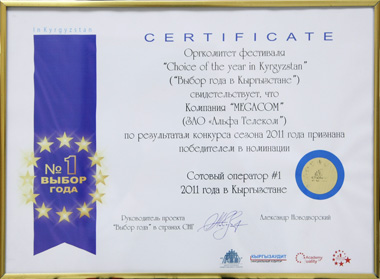 In Kyrgyzstan
CERTIFICATE
Оргкомитет фестиваля
"Choice of the year in Kyrgyzstan"
("Выбор года в Кыргызстане")
свидетельствует, что
Компания "MEGACOM"
(ЗАО «Альфа Телеком»)
по результатам конкурса сезона 2011 года признана
победителем в номинации
Сотовый оператор #1
2011 года в Кыргызстане
№1
ВЫБОР
ГОДА
Руководитель проекта
"Выбор года" в странах СНГ
Александр Новодворский